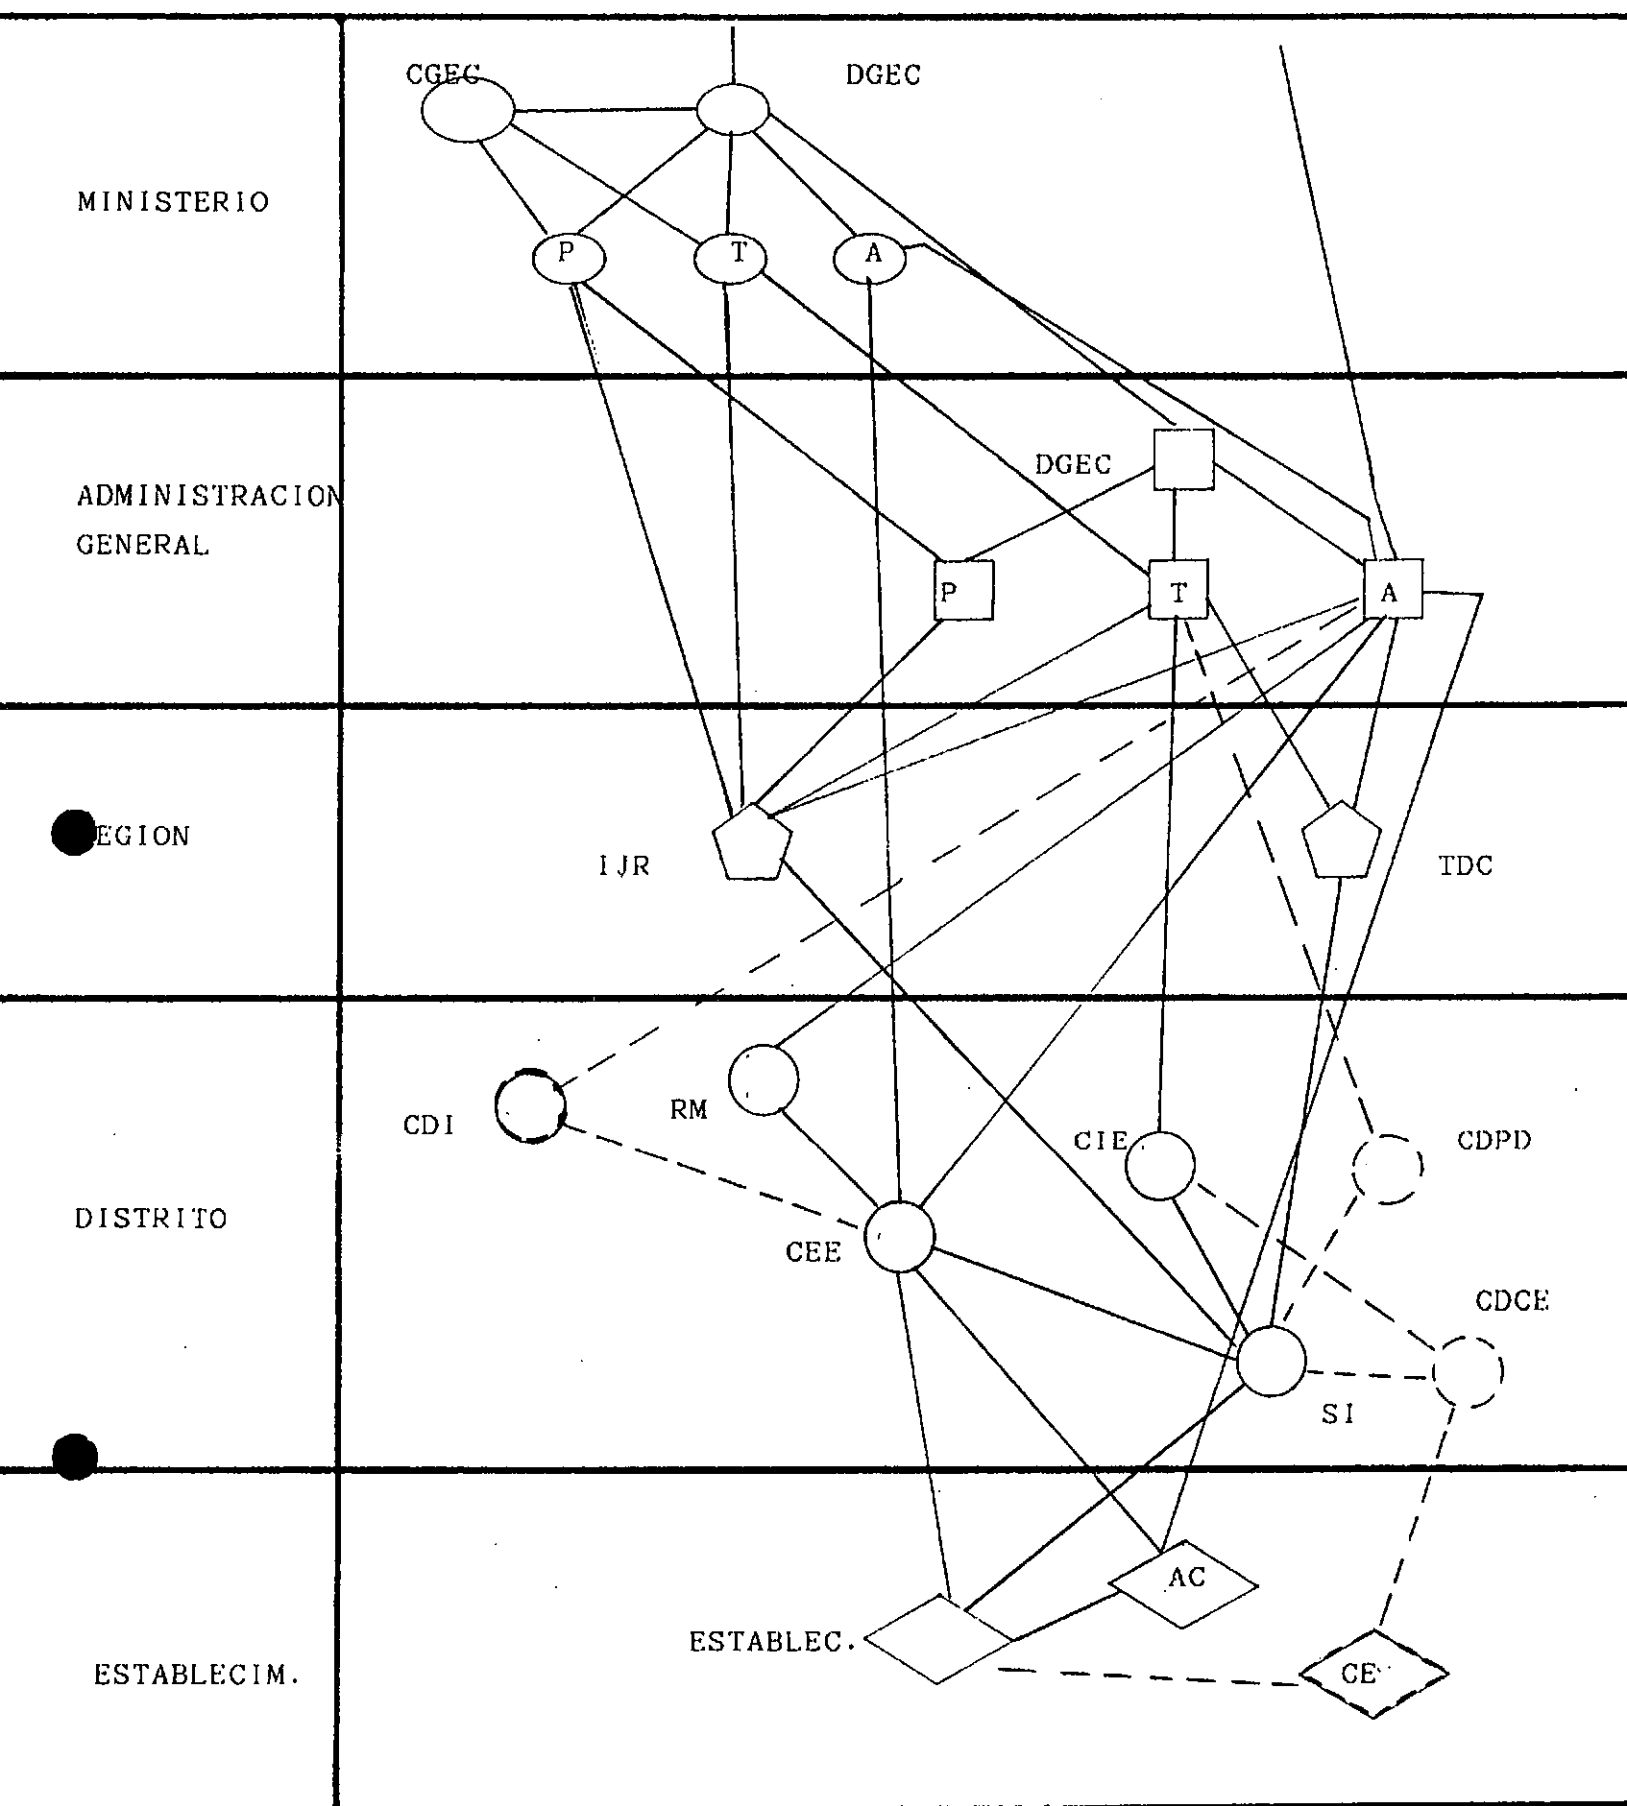 CGEC
DGEC
MINISTERIO
P
T
A
DGEC
ADMINISTRACION
GENERAL
P
T
A
EGION
IJR
TDC
CDI
RM
CIE
CDPD
DISTRITO
CEE
CDCE
SI
AC
ESTABLEC.
ESTABLECIM.
CE